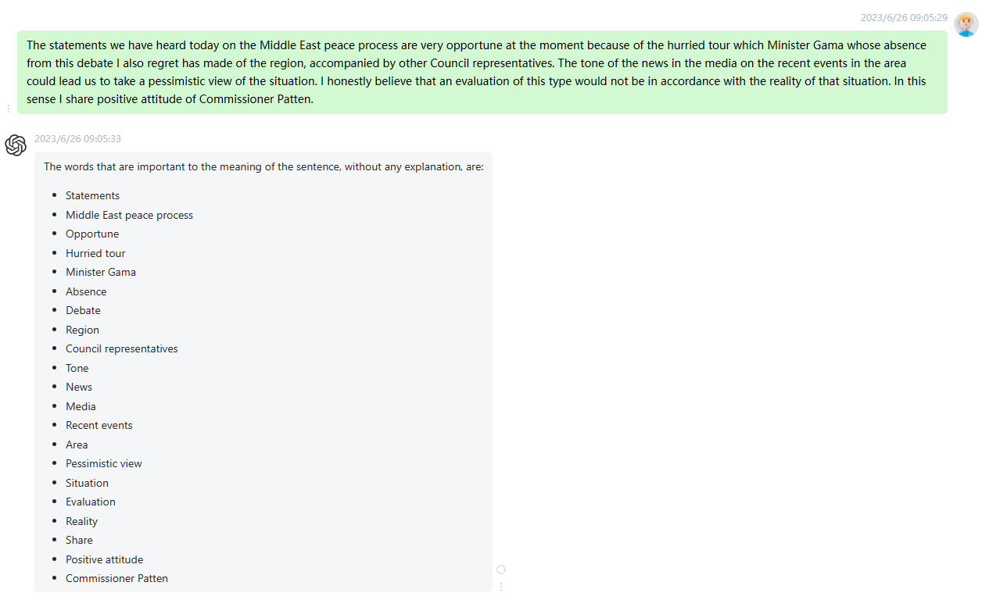 2023/6/26 09:05:29
The statements we have heard today on the Middle East peace process are very opportune at the moment because of the hurried tour which Minister Gama whose absence
from this debate I also regret has made of the region, accompanied by other Council representatives. The tone of the news in the media on the recent events in the area
could lead us to take a pessimistic view of the situation. I honestly believe that an evaluation of this type would not be in accordance with the reality of that situation. In this
sense I share positive attitude of Commissioner Patten.
2023/6/26 09:05:33
The words that are important to the meaning of the sentence, without any explanation, are:
• Statements
• Middle East peace process
• Opportune
• Hurried tour
• Minister Gama
• Absence
• Debate
• Region
• Council representatives
• Tone
• News
• Media
• Recent events
• Area
• Pessimistic view
• Situation
• Evaluation
• Reality
• Share
• Positive attitude
• Commissioner Patten